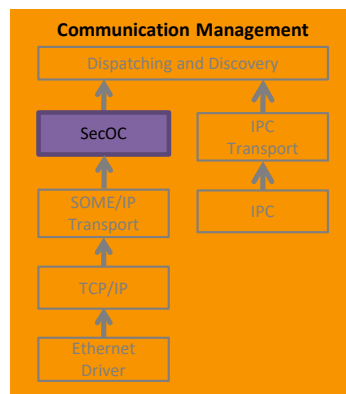 Communication Management
Dispatching and Discovery
SecOC
IPC
Transport
SOME/IP
Transport
IPC
TCP/IP
Ethernet
Driver